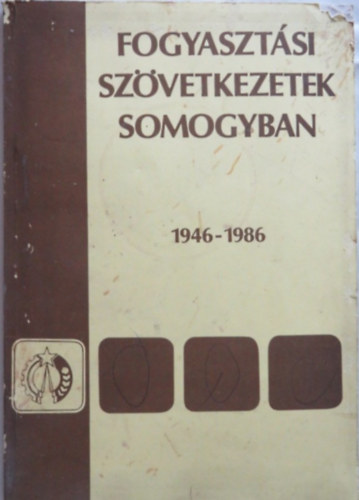 FOGYASZTÁSI
SZÖVETKEZETEK
SOMOGYBAN
1946-1986